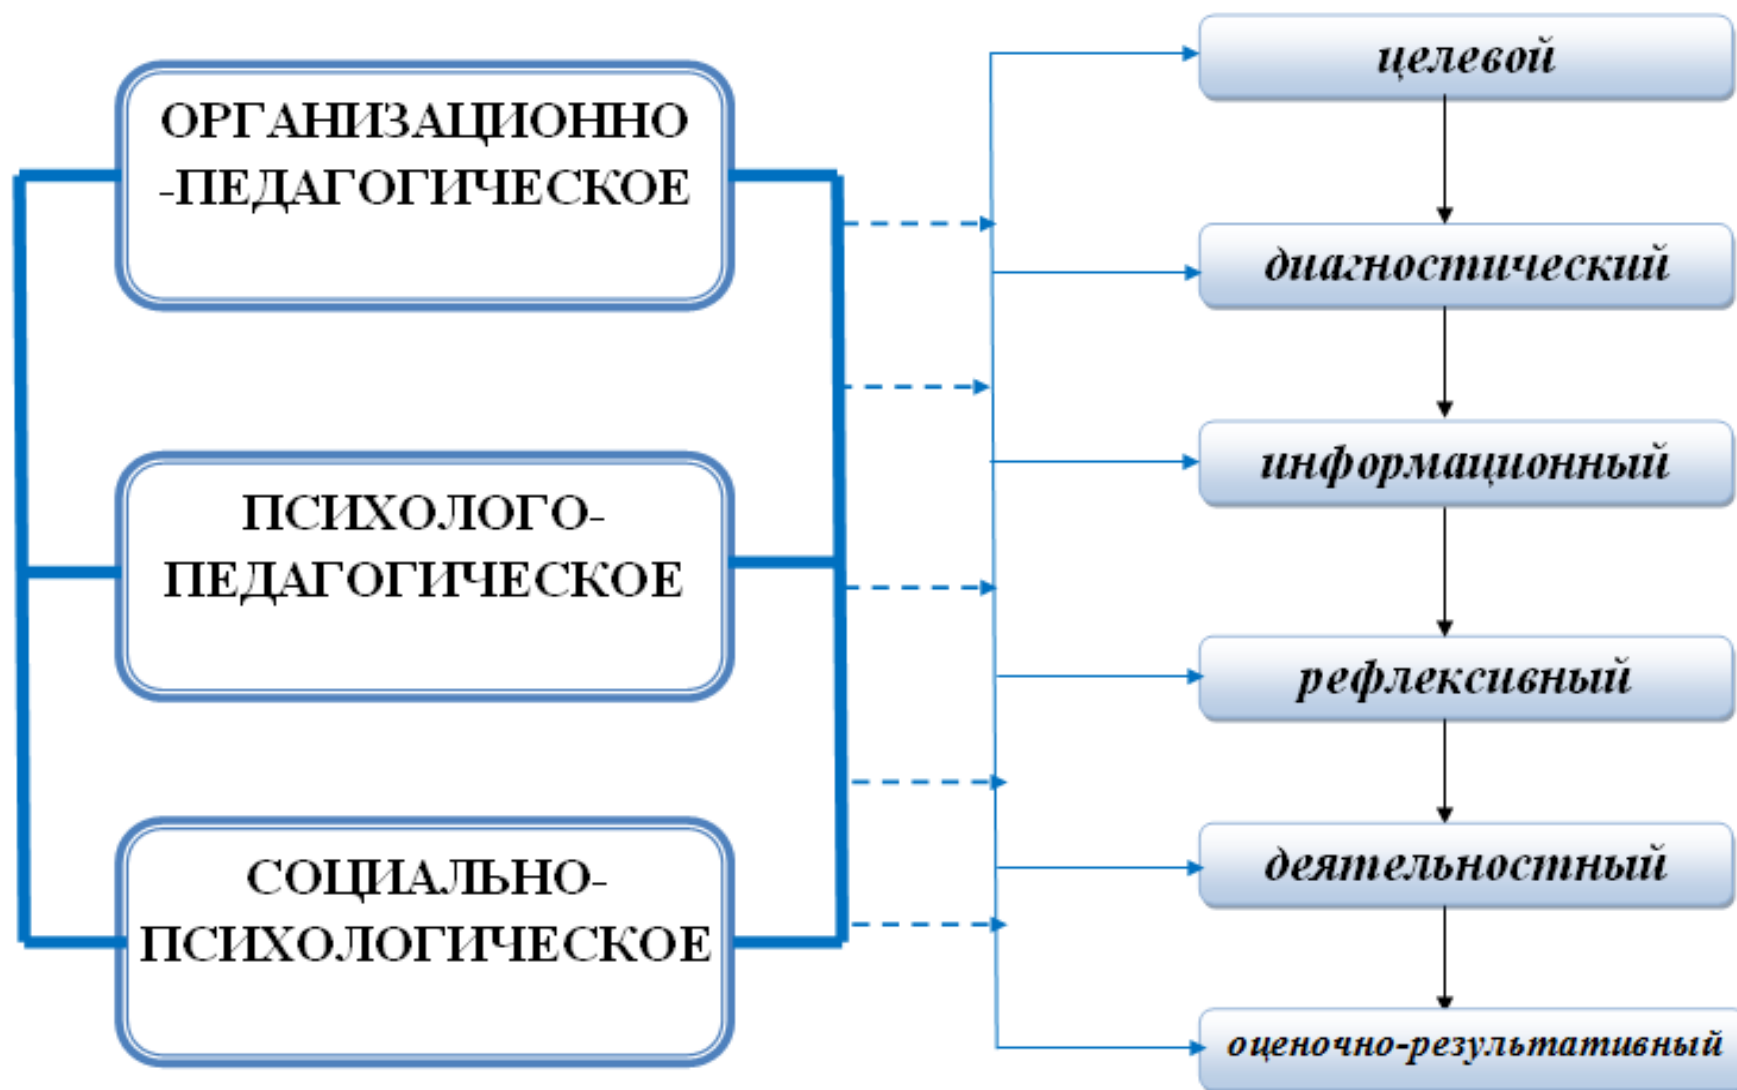 ОРГАНИЗАЦИОННО
-ПЕДАГОГИЧЕСКОЕ
ПСИХОЛОГО-
ПЕДАГОГИЧЕСКОЕ
СОЦИАЛЬНО-
ПСИХОЛОГИЧЕСКОЕ
целевой
диагностический
информационный
рефлексивный
деятельностный
оценочно-результативный